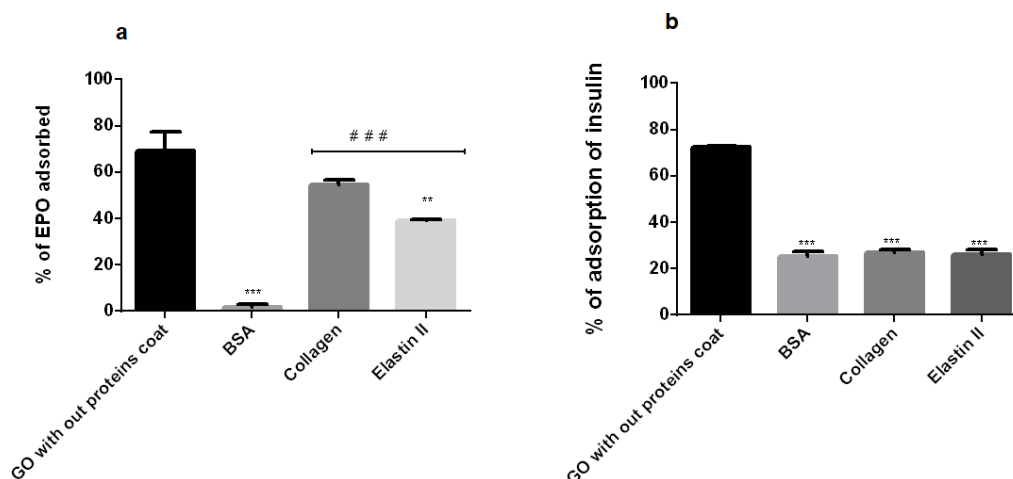 a
% of EPO adsorbed
100
80
60
40
20
0
***
# # #
**
GO with out proteins coat
BSA
Collagen
Elastin II
b
% of adsorption of insulin
100
80
60
40
20
0
***
***
***
GO with out proteins coat
BSA
Collagen
Elastin II